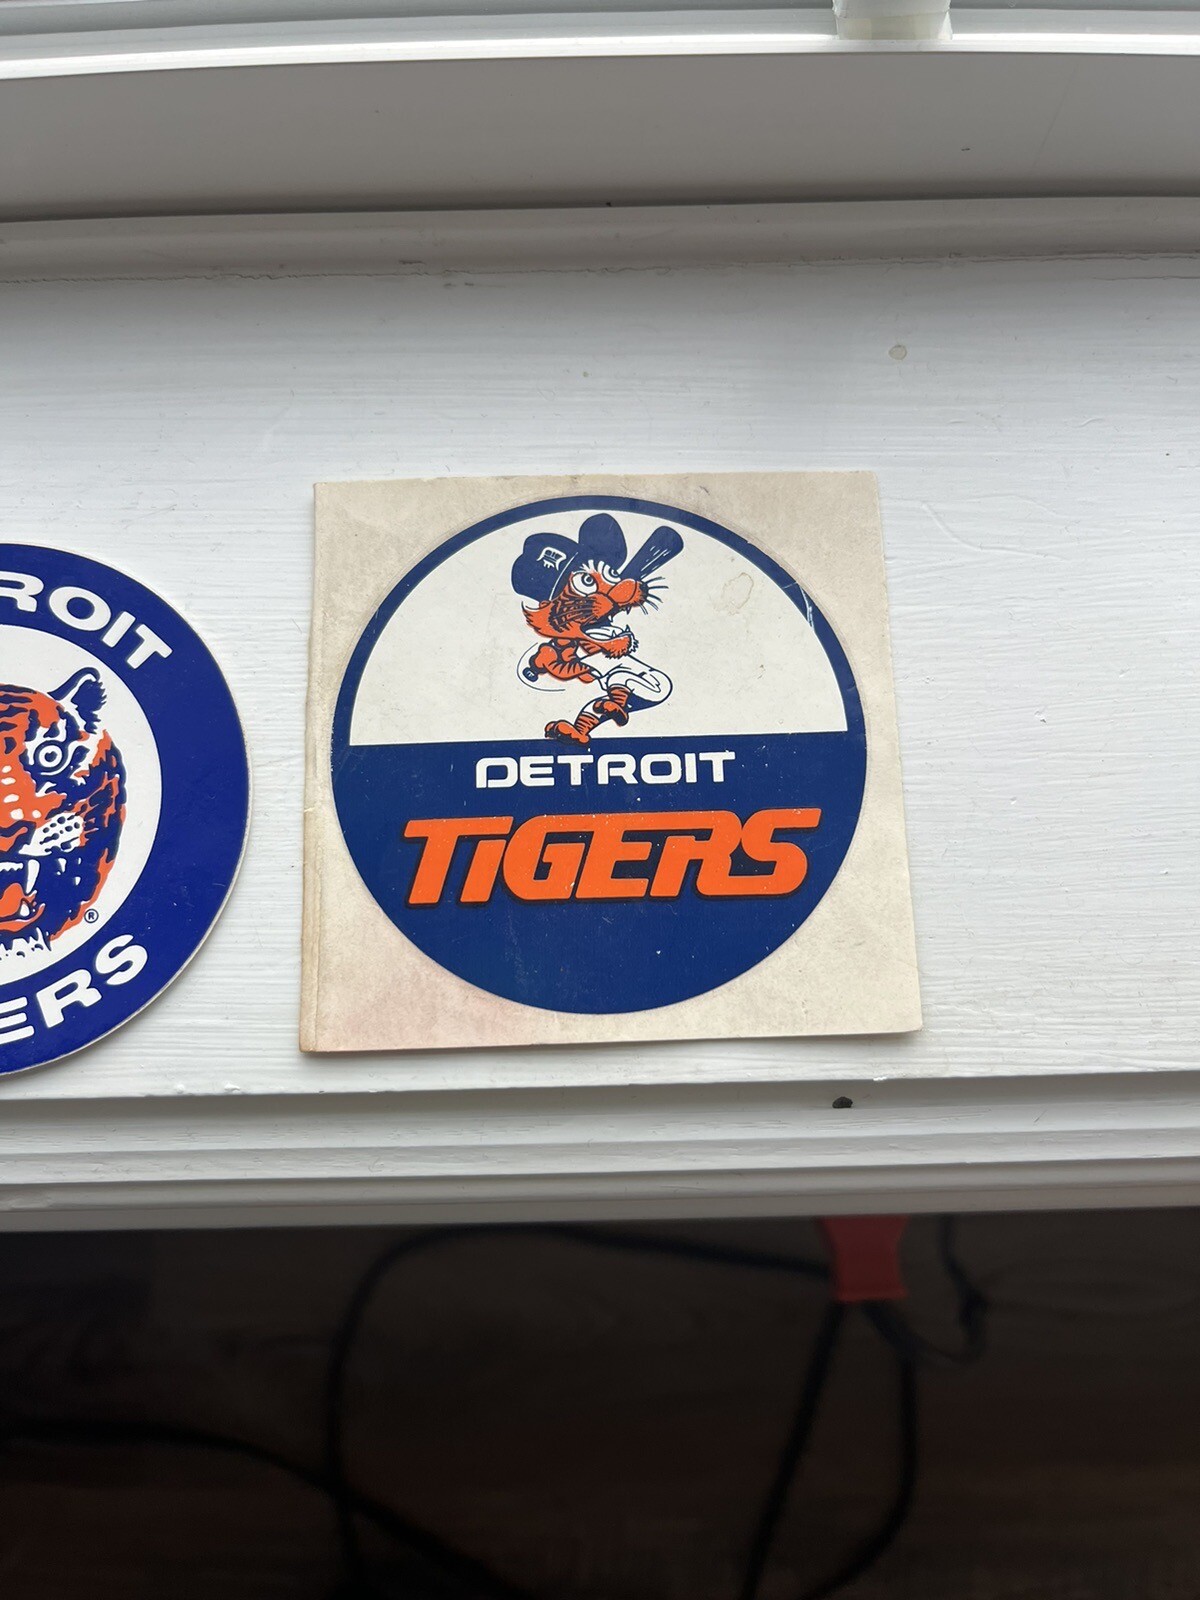 ROIT
ERS
®
D
DETROIT
TIGERS